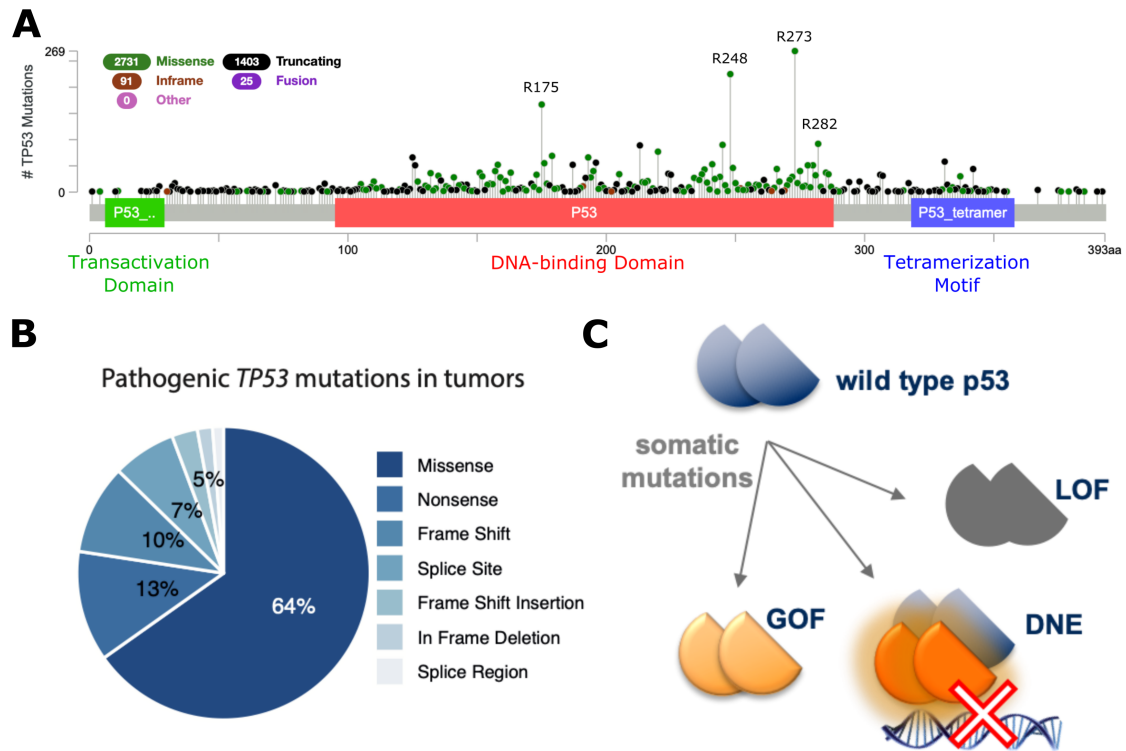 A
269
# TP53 Mutations
0
2731 Missense
1403 Truncating
91 Inframe
25 Fusion
0 Other
R175
R248
R273
R282
P53_..
P53
P53_tetramer
0
100
200
300
393aa
Transactivation
Domain
DNA-binding Domain
Tetramerization
Motif
B
Pathogenic TP53 mutations in tumors
5%
7%
10%
13%
64%
Missense
Nonsense
Frame Shift
Splice Site
Frame Shift Insertion
In Frame Deletion
Splice Region
C
wild type p53
somatic
mutations
LOF
GOF
DNE